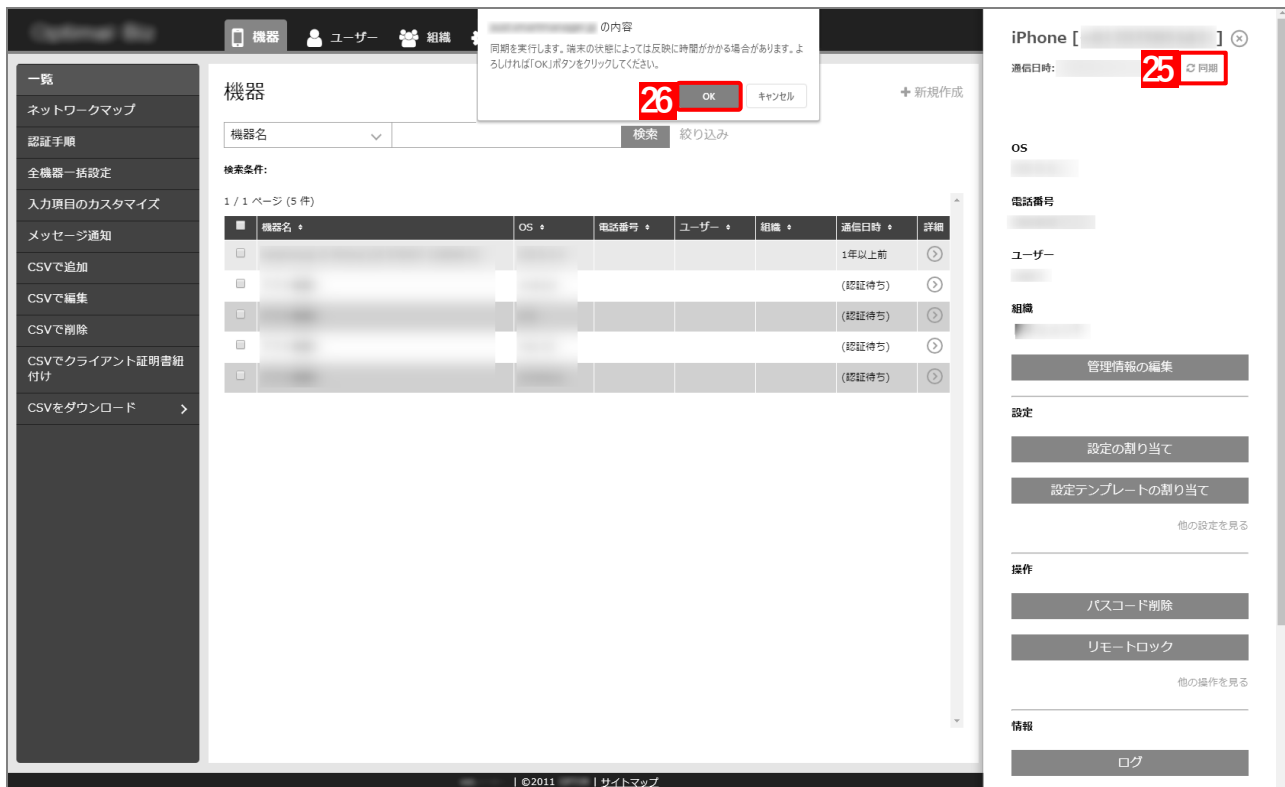 機器
ユーザー
組織
の内容
同期を実行します。端末の状態によっては反映に時間がかかる場合があります。よ
ろしければ「OK」ボタンをクリックしてください。
26
OK
キャンセル
iPhone [ ]
通信日時:
25
同期
一覧
ネットワークマップ
認証手順
全機器一括設定
入力項目のカスタマイズ
メッセージ通知
CSVで追加
CSVで編集
CSVで削除
CSVでクライアント証明書紐
付け
CSVをダウンロード
機器
+ 新規作成
機器名
検索
絞り込み
検索条件:
1 / 1 ページ (5 件)
機器名 OS 電話番号 ユーザー 組織 通信日時 詳細
1年以上前
(認証待ち)
(認証待ち)
(認証待ち)
(認証待ち)
OS
電話番号
ユーザー
組織
管理情報の編集
設定
設定の割り当て
設定テンプレートの割り当て
他の設定を見る
操作
パスコード削除
リモートロック
他の操作を見る
情報
ログ
| ©2011 | サイトマップ